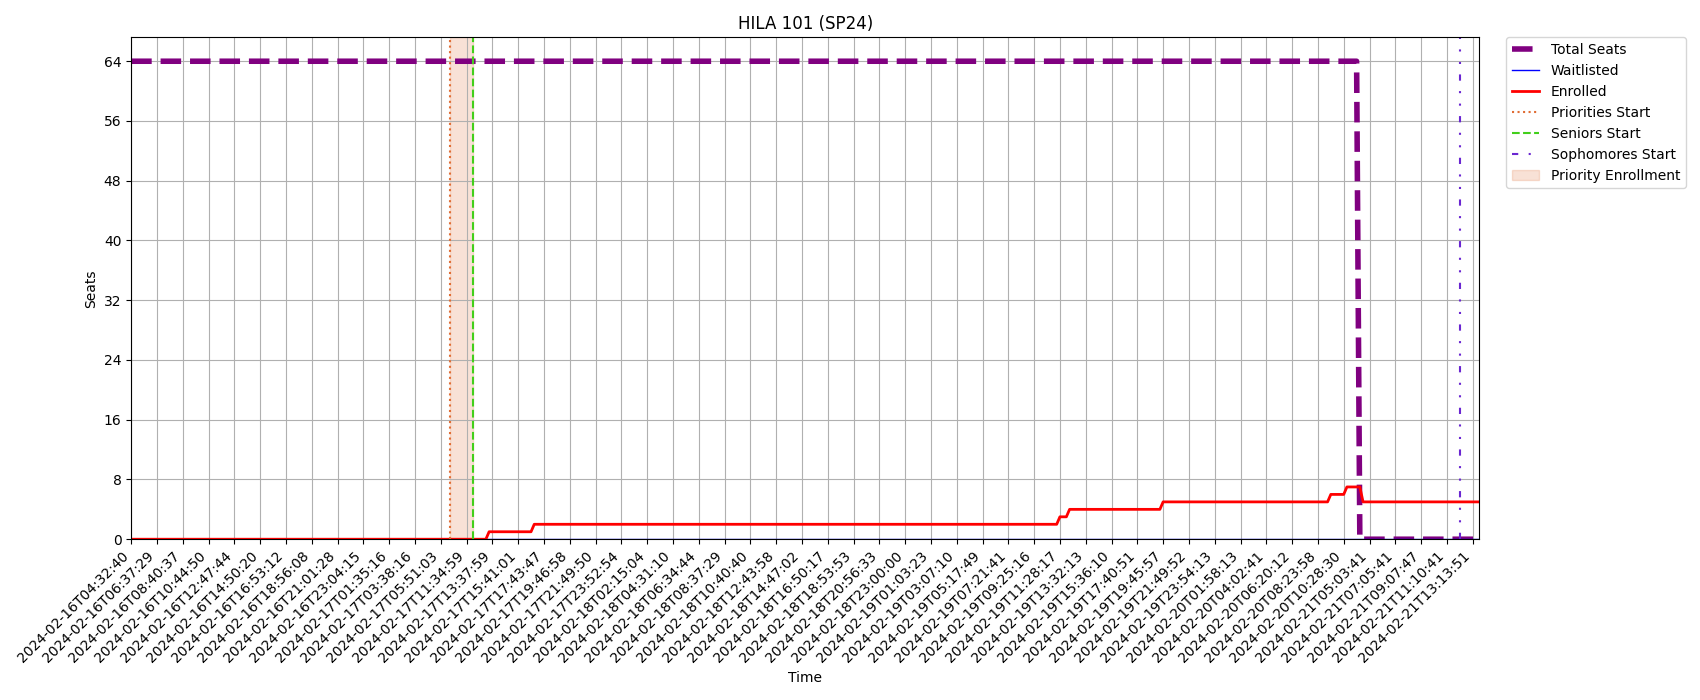 HILA 101 (SP24)
Total Seats
Waitlisted
Enrolled
Priorities Start
Seniors Start
Sophomores Start
Priority Enrollment
Seats
64
56
48
40
32
24
16
8
0
2024-02-16T04:32:40
2024-02-16T06:37:29
2024-02-16T08:40:37
2024-02-16T10:44:50
2024-02-16T12:47:44
2024-02-16T14:50:20
2024-02-16T16:53:12
2024-02-16T18:56:08
2024-02-16T21:01:28
2024-02-16T23:04:15
2024-02-17T01:35:16
2024-02-17T03:38:16
2024-02-17T05:51:03
2024-02-17T11:34:59
2024-02-17T13:37:59
2024-02-17T15:41:01
2024-02-17T17:43:47
2024-02-17T19:46:58
2024-02-17T21:49:50
2024-02-17T23:52:54
2024-02-18T02:15:04
2024-02-18T04:31:10
2024-02-18T06:34:44
2024-02-18T08:37:29
2024-02-18T10:40:40
2024-02-18T12:43:58
2024-02-18T14:47:02
2024-02-18T16:50:17
2024-02-18T18:53:53
2024-02-18T20:56:33
2024-02-18T23:00:00
2024-02-19T01:03:23
2024-02-19T03:07:10
2024-02-19T05:17:49
2024-02-19T07:21:41
2024-02-19T09:25:16
2024-02-19T11:28:17
2024-02-19T13:32:13
2024-02-19T15:36:10
2024-02-19T17:40:51
2024-02-19T19:45:57
2024-02-19T21:49:52
2024-02-19T23:54:13
2024-02-20T01:58:13
2024-02-20T04:02:41
2024-02-20T06:20:12
2024-02-20T08:23:58
2024-02-20T10:28:30
2024-02-21T05:03:41
2024-02-21T07:05:41
2024-02-21T09:07:47
2024-02-21T11:10:41
2024-02-21T13:13:51
Time